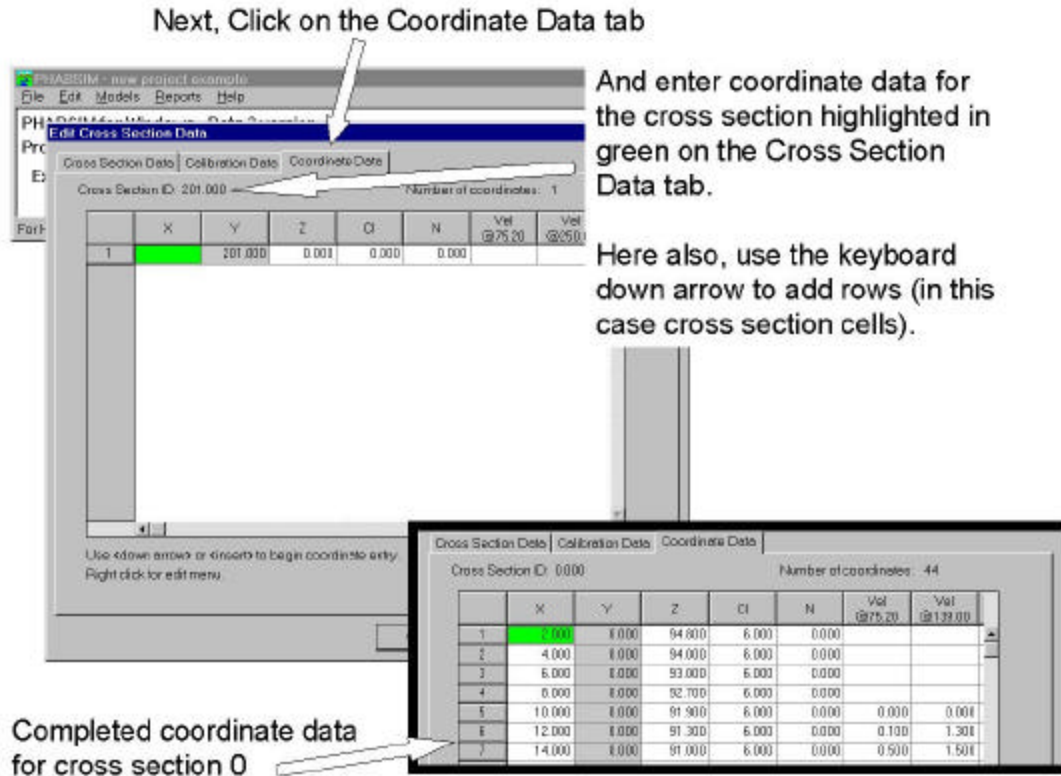 Next, Click on the Coordinate Data tab
PHABSIM - new project example
File Edit Models Reports Help
Edit Cross Section Data
Cross Section Data Calibration Data Coordinate Data
Cross Section ID: 201.000 Number of coordinates: 1
X Y Z CI N Vel @75.20 Vel
1 201.000 0.000 0.000 0.000
Use <down arrow> or <insert> to begin coordinate entry
Right click for edit menu.
And enter coordinate data for
the cross section highlighted in
green on the Cross Section
Data tab.
Here also, use the keyboard
down arrow to add rows (in this
case cross section cells).
Cross Section Data Calibration Data Coordinate Data
Cross Section ID: 0.000 Number of coordinates: 44
X Y Z CI N Vel @75.20 Vel @139.00
1 2.000 0.000 94.800 6.000 0.000
2 4.000 0.000 94.000 6.000 0.000
3 6.000 0.000 93.000 6.000 0.000
4 8.000 0.000 92.700 6.000 0.000
5 10.000 0.000 91.900 6.000 0.000 0.000 0.000
6 12.000 0.000 91.300 6.000 0.000 0.100 1.300
7 14.000 0.000 91.000 6.000 0.000 0.500 1.500
Completed coordinate data
for cross section 0